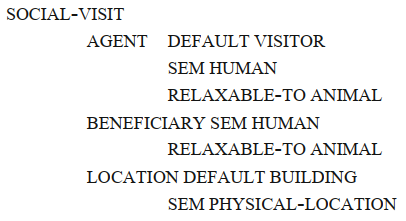 SOCIAL-VISIT
AGENT DEFAULT VISITOR
SEM HUMAN
RELAXABLE-TO ANIMAL
BENEFICIARY SEM HUMAN
RELAXABLE-TO ANIMAL
LOCATION DEFAULT BUILDING
SEM PHYSICAL-LOCATION